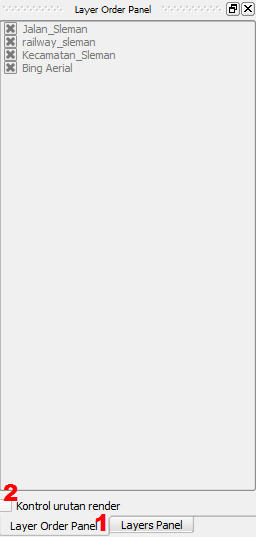 Layer Order Panel
Jalan_Sleman
railway_sleman
Kecamatan_Sleman
Bing Aerial
2
Kontrol urutan render
1
Layer Order Panel Layers Panel